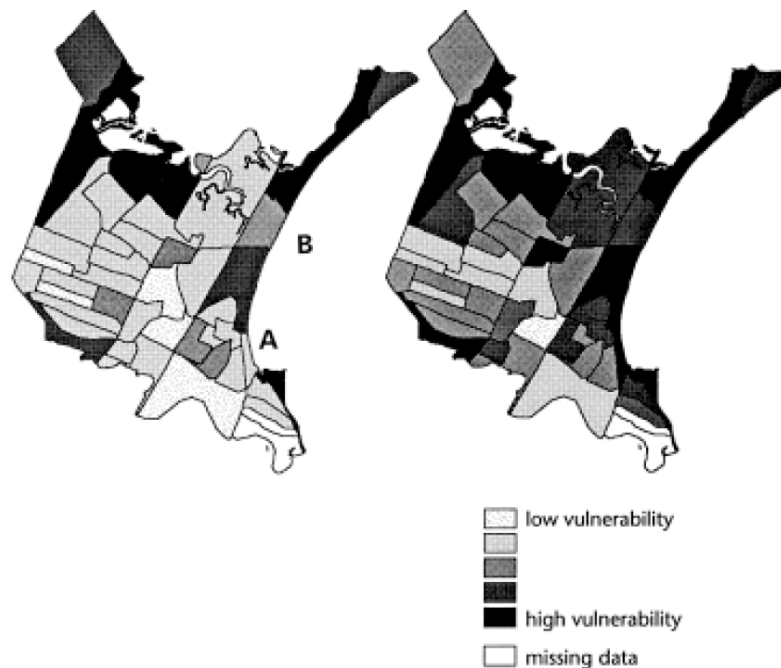 B
A
low vulnerability
high vulnerability
missing data